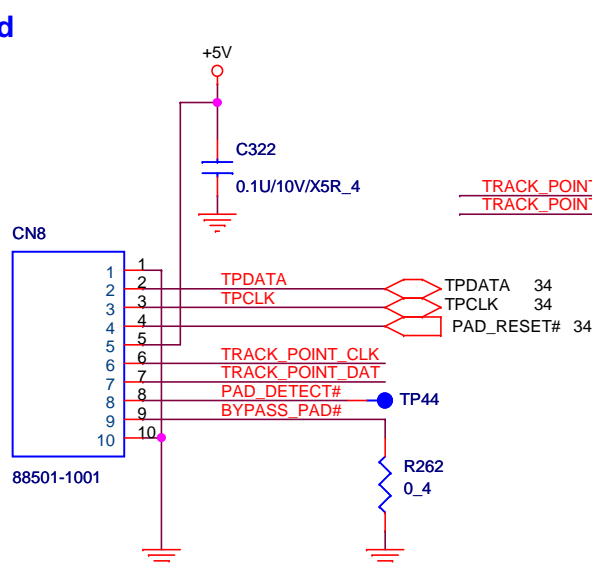 d
+5V
C322
0.1U/10V/X5R_4
TRACK_POINT
TRACK_POINT
CN8
1 1
2 2 TPDATA TPDATA 34
3 3 TPCLK TPCLK 34
4 4 PAD_RESET# 34
5 5
6 6 TRACK_POINT_CLK
7 7 TRACK_POINT_DAT
8 8 PAD_DETECT# TP44
9 9 BYPASS_PAD#
10 10
88501-1001
R262
0_4